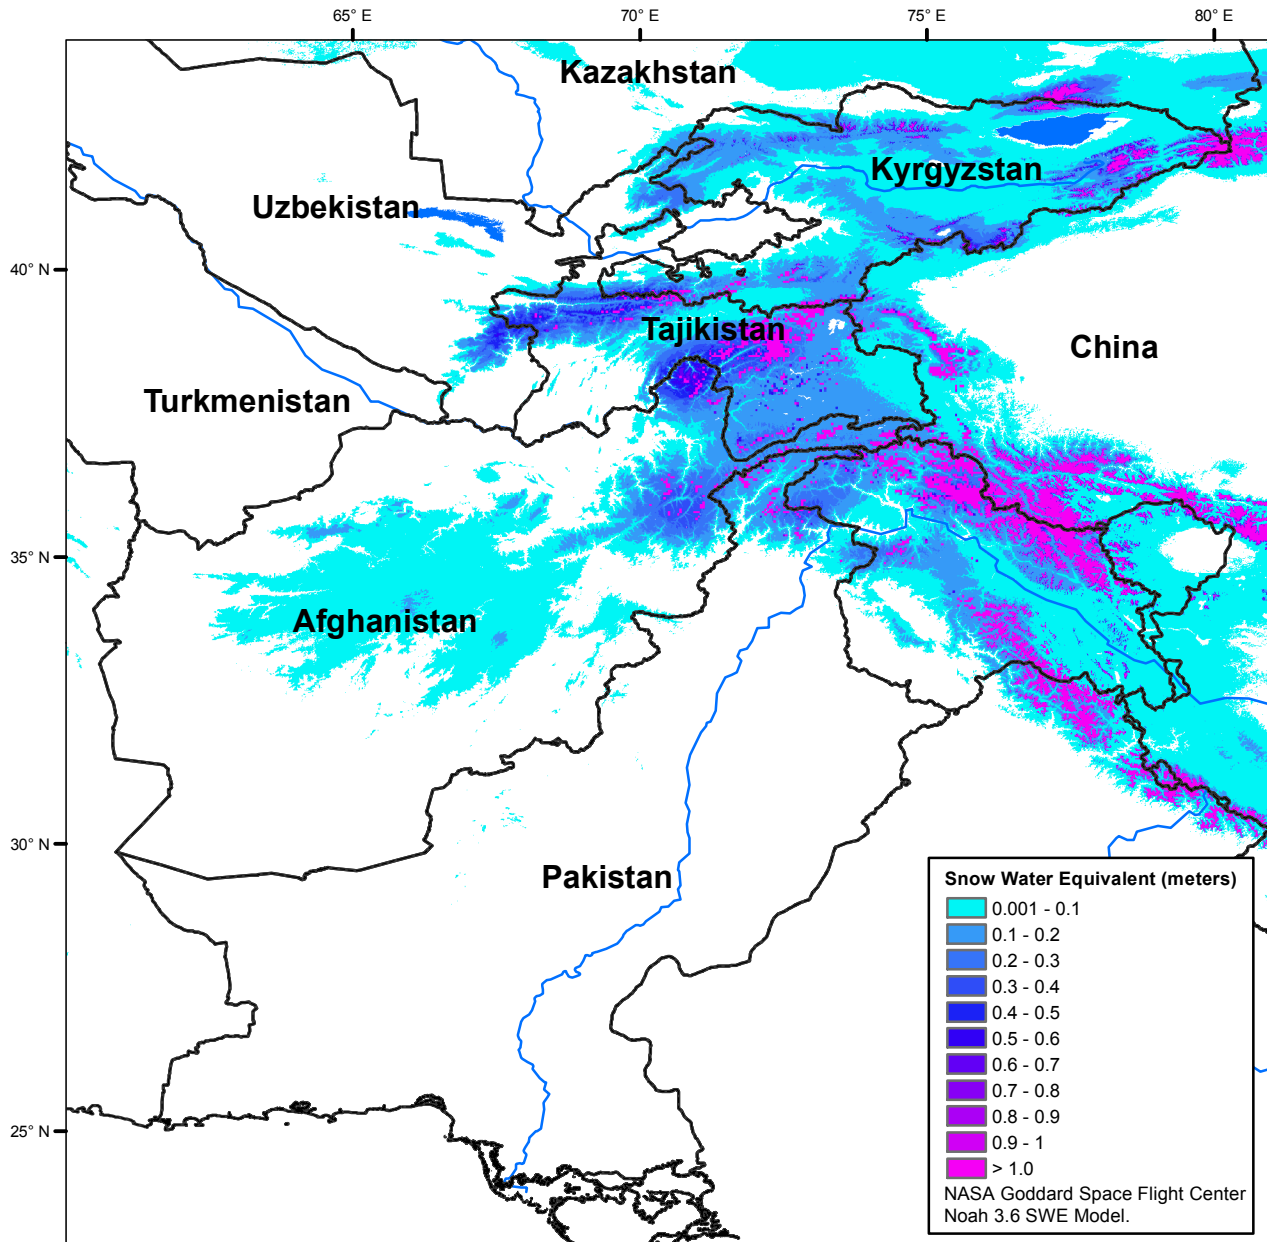 65° E
70° E
75° E
80° E
Kazakhstan
Kyrgyzstan
Uzbekistan
40° N
Tajikistan
China
Turkmenistan
35° N
Afghanistan
30° N
Pakistan
25° N
Snow Water Equivalent (meters)
0.001 - 0.1
0.1 - 0.2
0.2 - 0.3
0.3 - 0.4
0.4 - 0.5
0.5 - 0.6
0.6 - 0.7
0.7 - 0.8
0.8 - 0.9
0.9 - 1
> 1.0
NASA Goddard Space Flight Center
Noah 3.6 SWE Model.